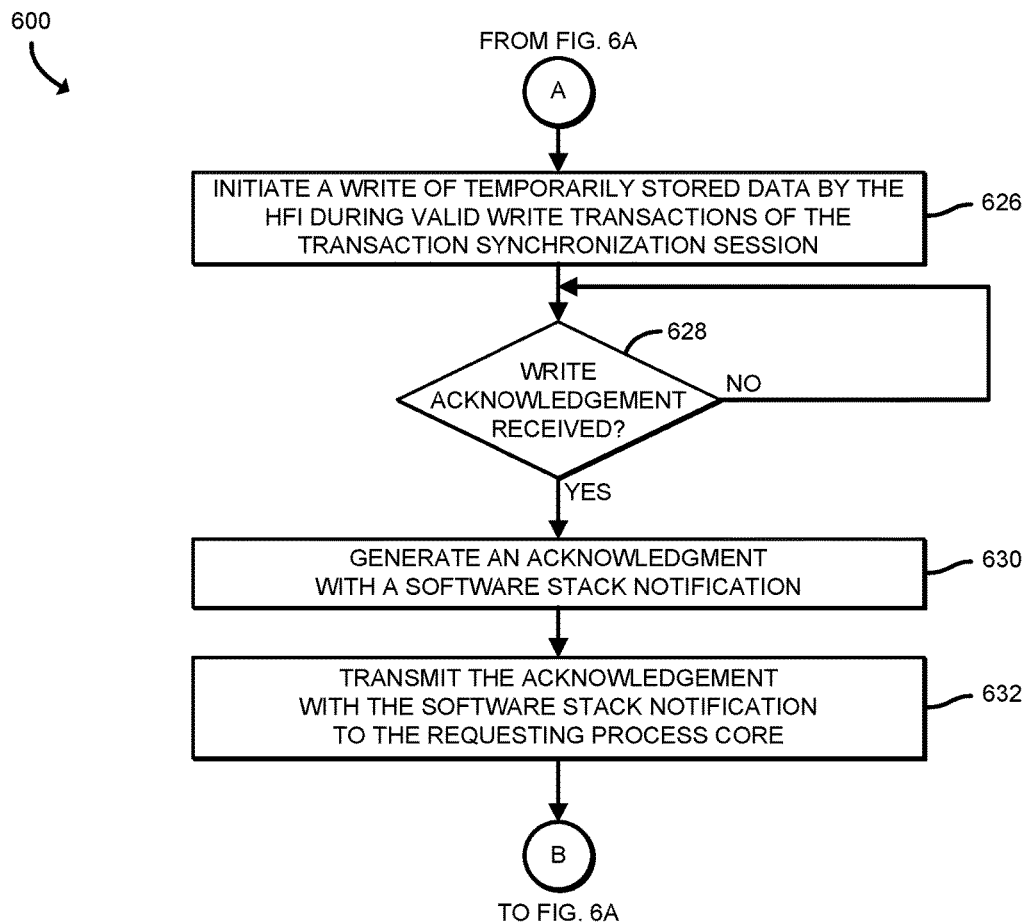 600
FROM FIG. 6A
A
INITIATE A WRITE OF TEMPORARILY STORED DATA BY THE
HFI DURING VALID WRITE TRANSACTIONS OF THE
TRANSACTION SYNCHRONIZATION SESSION
626
628
WRITE
ACKNOWLEDGEMENT
RECEIVED?
NO
YES
GENERATE AN ACKNOWLEDGMENT
WITH A SOFTWARE STACK NOTIFICATION
630
TRANSMIT THE ACKNOWLEDGEMENT
WITH THE SOFTWARE STACK NOTIFICATION
TO THE REQUESTING PROCESS CORE
632
B
TO FIG. 6A